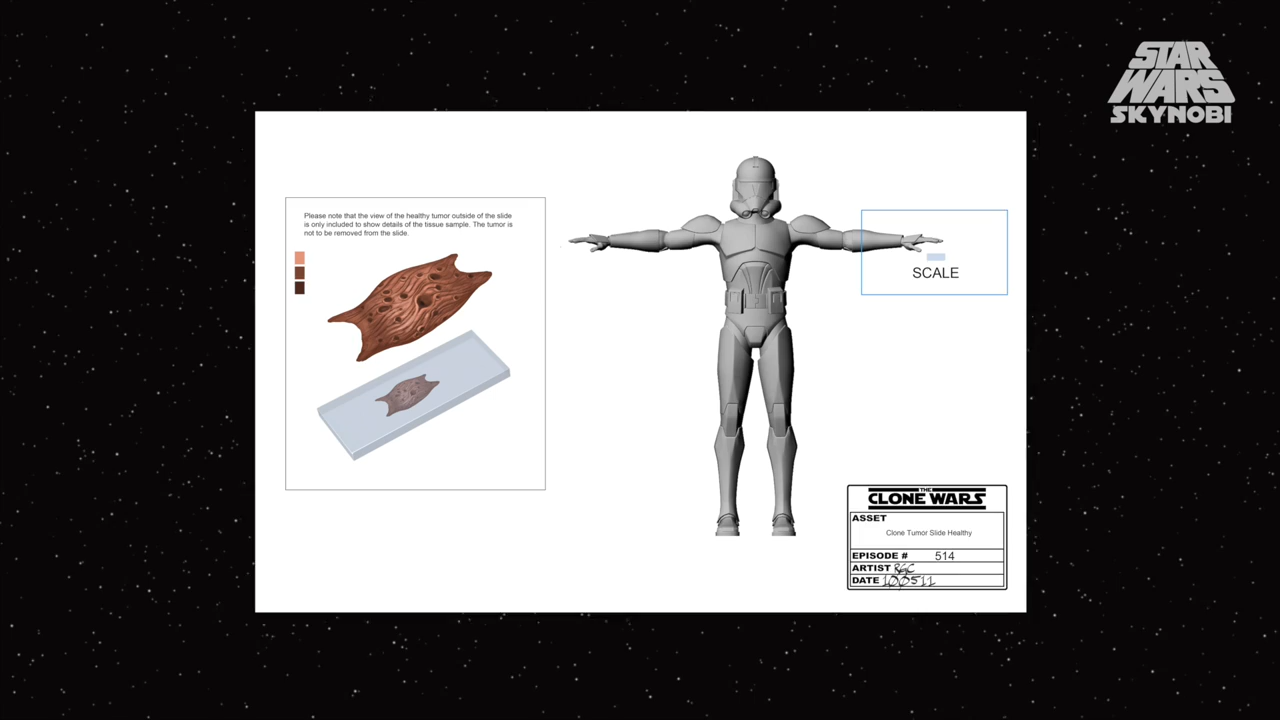 STAR
WARS
SKYNOBI
Please note that the view of the healthy tumor outside of the slide
is only included to show details of the tissue sample. The tumor is
not to be removed from the slide.
SCALE
THE
CLONE WARS
ASSET
Clone Tumor Slide Healthy
EPISODE # 514
ARTIST RGC
DATE 100511